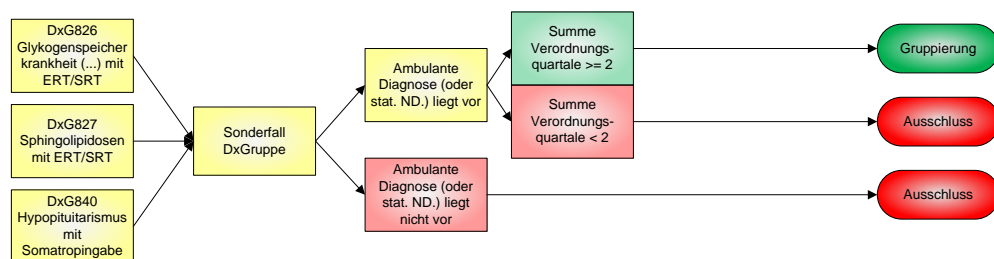 DxG826
Glykogenspeicher
krankheit (...) mit
ERT/SRT
DxG827
Sphingolipidosen
mit ERT/SRT
DxG840
Hypopituitarismus
mit
Somatropingabe
Sonderfall
DxGruppe
Ambulante
Diagnose (oder
stat. ND.) liegt vor
Ambulante
Diagnose (oder
stat. ND.) liegt
nicht vor
Summe
Verordnungs-
quartale >= 2
Summe
Verordnungs-
quartale < 2
Gruppierung
Ausschluss
Ausschluss